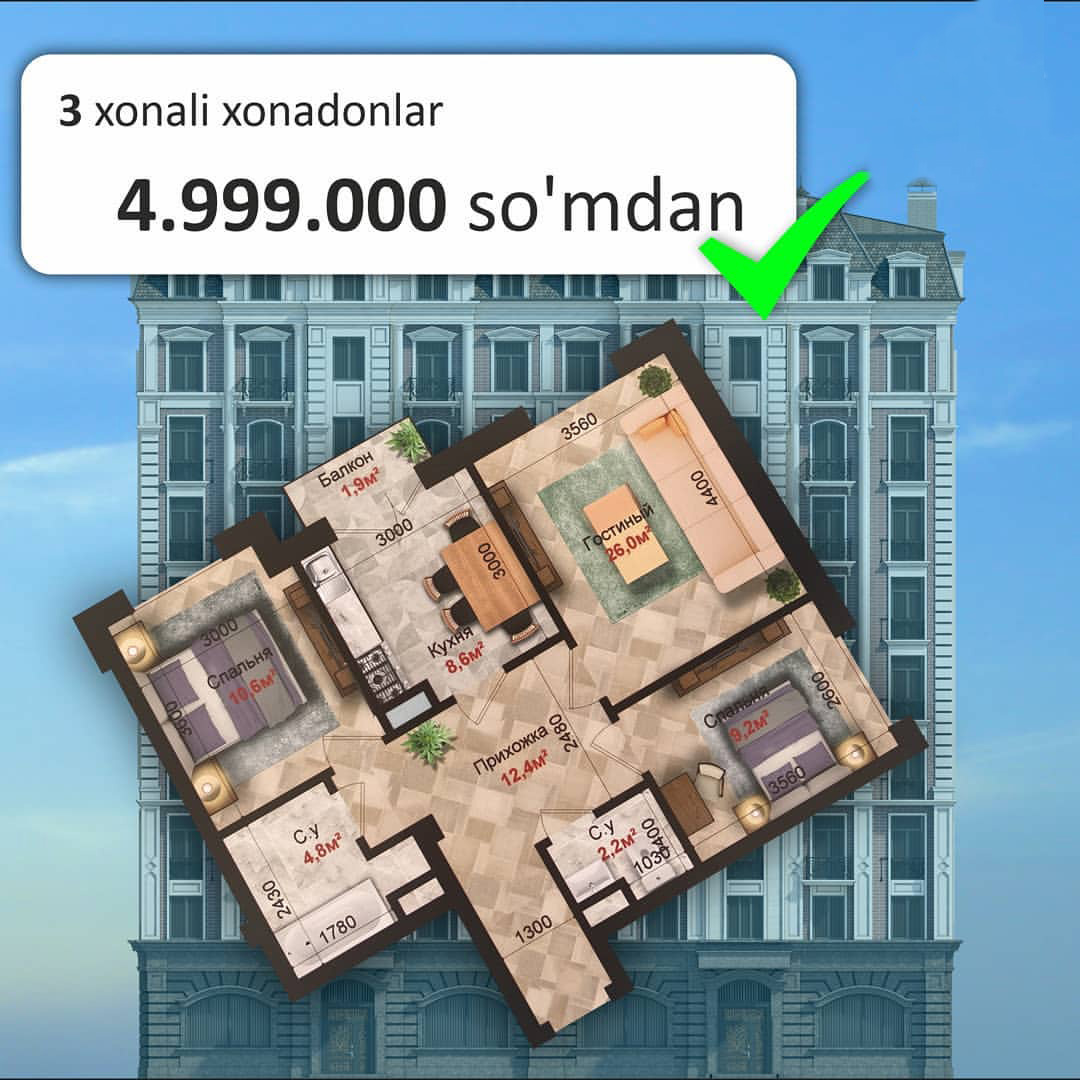 3 xonali xonadonlar
4.999.000 so'mdan
Балкон
1,9м²
3560
4400
Гостиный
26,0м²
3000
3000
Кухня
8,6м²
3000
Спальня
10,6м²
3600
2600
Спальня
9,2м²
3560
Прихожка
12,4м²
2480
С.у
4,8м²
2430
1780
С.у
2,2м²
1030
1300